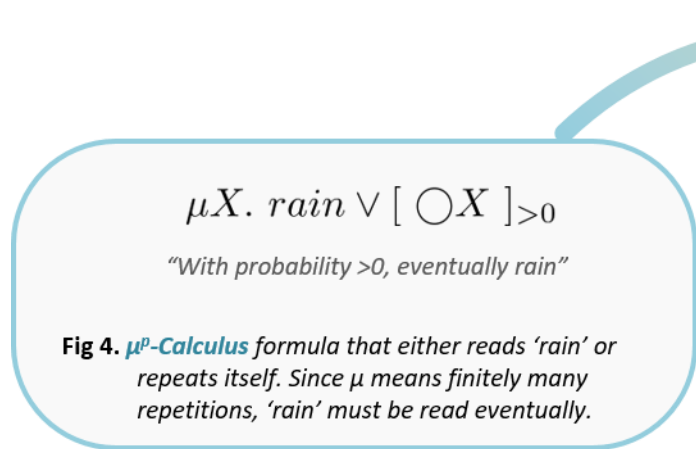 μX. rain ∨ [ ◯X ]>0
“With probability >0, eventually rain”
Fig 4. μᵖ-Calculus formula that either reads ‘rain’ or
repeats itself. Since μ means finitely many
repetitions, ‘rain’ must be read eventually.